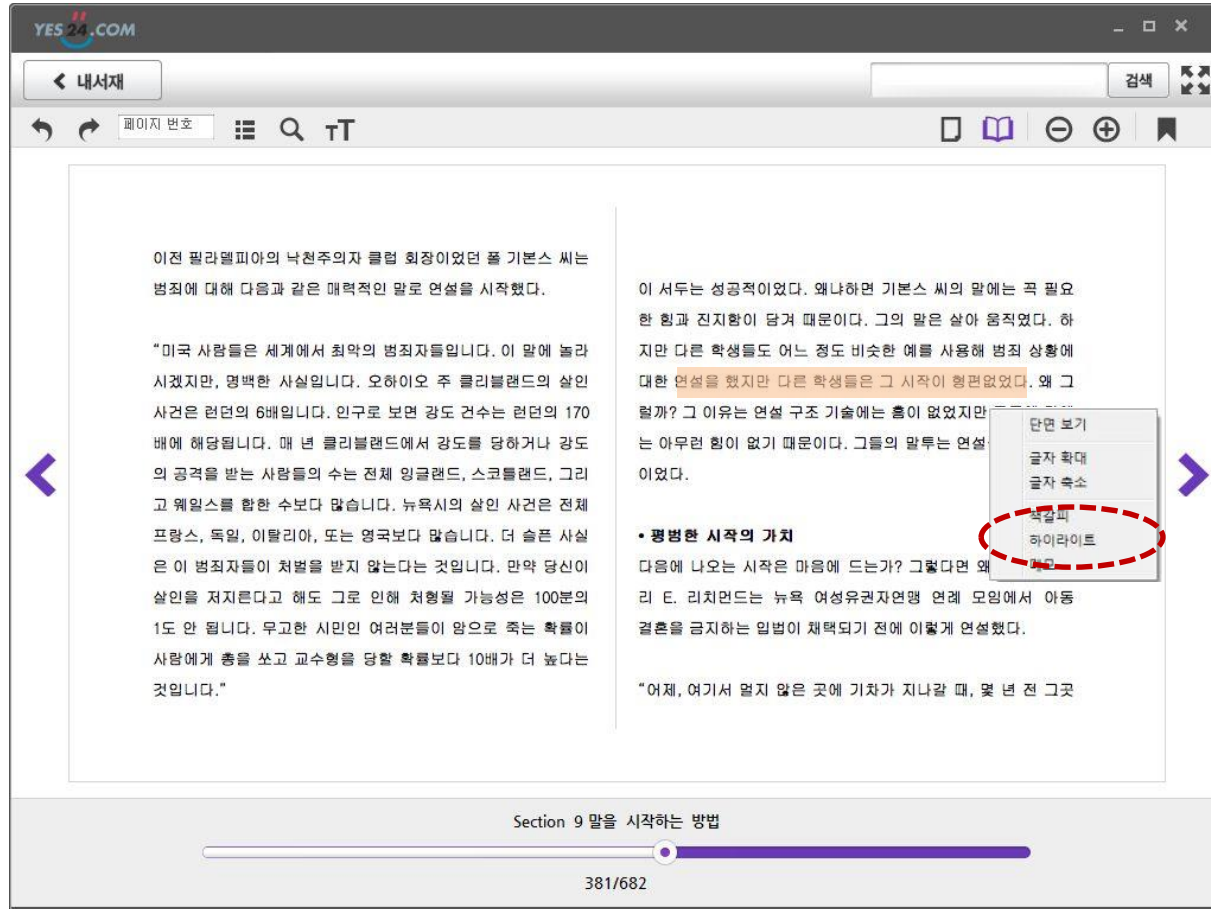 YES24.COM
내서재
검색
페이지 번호
TT
이전 필라델피아의 낙천주의자 클럽 회장이었던 폴 기본스 씨는
범죄에 대해 다음과 같은 매력적인 말로 연설을 시작했다.
“미국 사람들은 세계에서 최악의 범죄자들입니다. 이 말에 놀라
시겠지만, 명백한 사실입니다. 오하이오 주 클리블랜드의 살인
사건은 런던의 6배입니다. 인구로 보면 강도 건수는 런던의 170
배에 해당됩니다. 매 년 클리블랜드에서 강도를 당하거나 강도
의 공격을 받는 사람들의 수는 전체 잉글랜드, 스코틀랜드, 그리
고 웨일스를 합한 수보다 많습니다. 뉴욕시의 살인 사건은 전체
프랑스, 독일, 이탈리아, 또는 영국보다 많습니다. 더 슬픈 사실
은 이 범죄자들이 처벌을 받지 않는다는 것입니다. 만약 당신이
살인을 저지른다고 해도 그로 인해 처형될 가능성은 100분의
1도 안 됩니다. 무고한 시민인 여러분들이 암으로 죽는 확률이
사람에게 총을 쏘고 교수형을 당할 확률보다 10배가 더 높다는
것입니다.”
이 서두는 성공적이었다. 왜냐하면 기본스 씨의 말에는 꼭 필요
한 힘과 진지함이 담겨 때문이다. 그의 말은 살아 움직였다. 하
지만 다른 학생들도 어느 정도 비슷한 예를 사용해 범죄 상황에
대한 연설을 했지만 다른 학생들은 그 시작이 형편없었다. 왜 그
럴까? 그 이유는 연설 구조 기술에는 흠이 없었지만
는 아무런 힘이 없기 때문이다. 그들의 말투는 연설
이었다.
• 평범한 시작의 가치
다음에 나오는 시작은 마음에 드는가? 그렇다면 왜
리 E. 리치먼드는 뉴욕 여성유권자연맹 연례 모임에서 아동
결혼을 금지하는 입법이 채택되기 전에 이렇게 연설했다.
“어제, 여기서 멀지 않은 곳에 기차가 지나갈 때, 몇 년 전 그곳
단면 보기
글자 확대
글자 축소
책갈피
하이라이트
메모
Section 9 말을 시작하는 방법
381/682